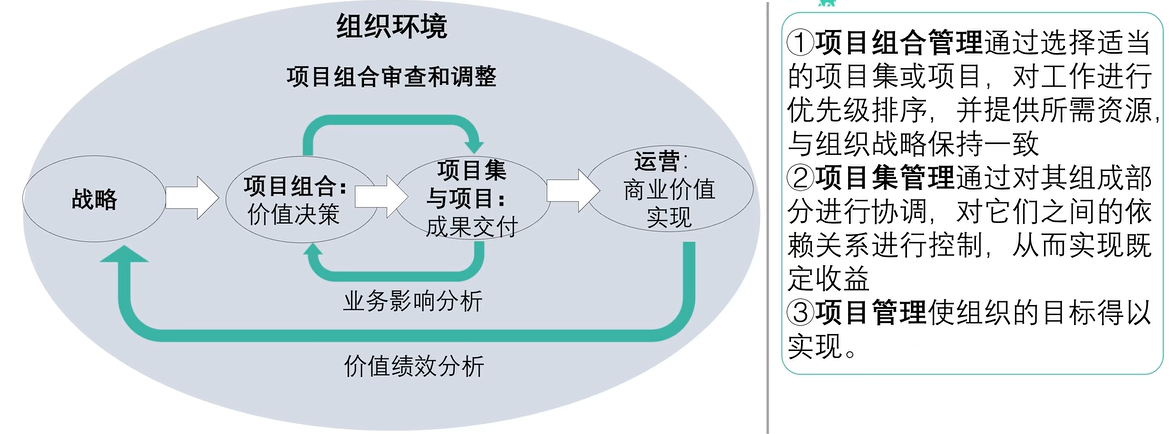 组织环境
项目组合审查和调整
战略
项目组合：
价值决策
项目集
与项目：
成果交付
运营：
商业价值
实现
业务影响分析
价值绩效分析
①项目组合管理通过选择适当
的项目集或项目，对工作进行
优先级排序，并提供所需资源，
与组织战略保持一致
②项目集管理通过对其组成部
分进行协调，对它们之间的依
赖关系进行控制，从而实现既
定收益
③项目管理使组织的目标得以
实现。